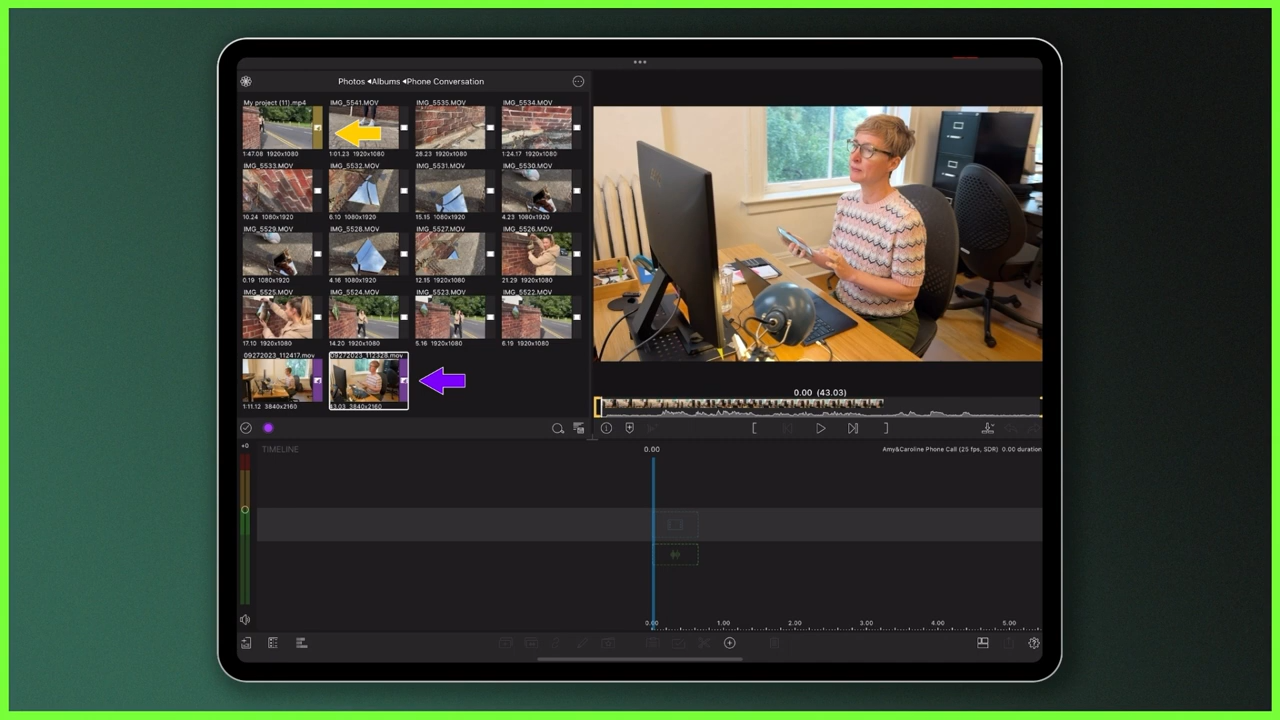 Photos ◂Albums ◂Phone Conversation
My project (11).mp4 IMG_5541.MOV IMG_5535.MOV IMG_5534.MOV
1:47.08 1920x1080 1:01.23 1920x1080 28.23 1920x1080 1:24.17 1920x1080
IMG_5533.MOV IMG_5532.MOV IMG_5531.MOV IMG_5530.MOV
10.24 1080x1920 6.10 1080x1920 15.15 1080x1920 4.23 1080x1920
IMG_5529.MOV IMG_5528.MOV IMG_5527.MOV IMG_5526.MOV
0.19 1080x1920 4.16 1080x1920 12.15 1920x1080 21.29 1920x1080
IMG_5525.MOV IMG_5524.MOV IMG_5523.MOV IMG_5522.MOV
17.10 1920x1080 14.20 1920x1080 5.16 1920x1080 6.19 1920x1080
09272023_112417.mov 09272023_112328.mov
1:11.12 3840x2160 43.03 3840x2160
0.00 (43.03)
+0
TIMELINE
0.00
Amy&Caroline Phone Call (25 fps, SDR) 0.00 duration
0.00 1.00 2.00 3.00 4.00 5.00